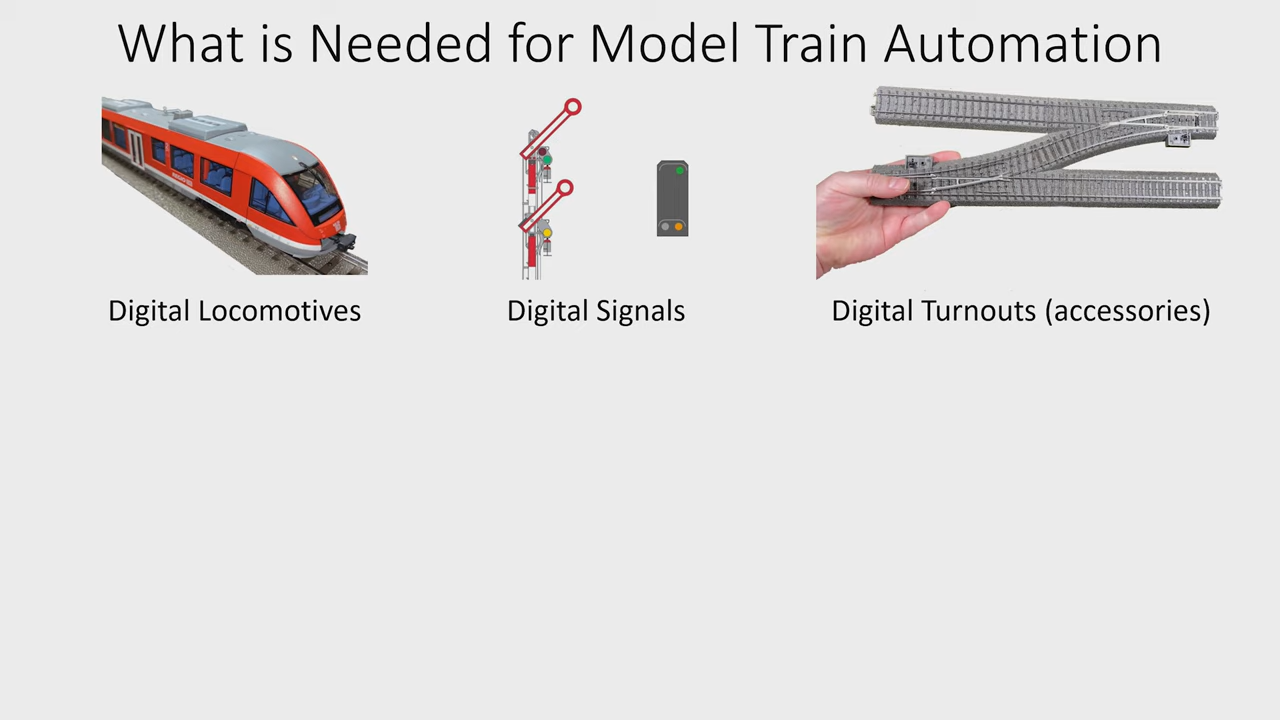 What is Needed for Model Train Automation
Digital Locomotives
Digital Signals
Digital Turnouts (accessories)